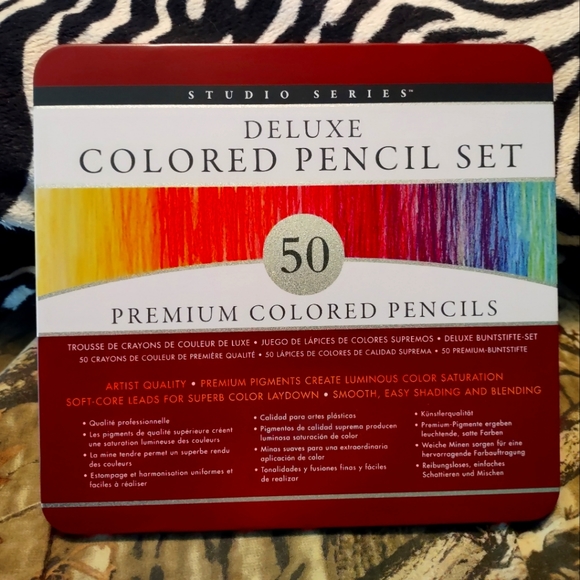 STUDIO SERIES™
DELUXE
COLORED PENCIL SET
50
PREMIUM COLORED PENCILS
TROUSSE DE CRAYONS DE COULEUR DE LUXE • JUEGO DE LÁPICES DE COLORES SUPREMOS • DELUXE BUNTSTIFTE-SET
50 CRAYONS DE COULEUR DE PREMIÈRE QUALITÉ • 50 LÁPICES DE COLORES DE CALIDAD SUPREMA • 50 PREMIUM-BUNTSTIFTE
ARTIST QUALITY • PREMIUM PIGMENTS CREATE LUMINOUS COLOR SATURATION
SOFT-CORE LEADS FOR SUPERB COLOR LAYDOWN • SMOOTH, EASY SHADING AND BLENDING
• Qualité professionnelle
• Les pigments de qualité supérieure créent
une saturation lumineuse des couleurs
• La mine tendre permet un superbe rendu
des couleurs
• Estompage et harmonisation uniformes et
faciles à réaliser
• Calidad para artes plásticas
• Pigmentos de calidad suprema producen
luminosa saturación de color
• Minas suaves para una extraordinaria
aplicación de color
• Tonalidades y fusiones finas y fáciles
de realizar
• Künstlerqualität
• Premium-Pigmente ergeben
leuchtende, satte Farben
• Weiche Minen sorgen für eine
hervorragende Farbauftragung
• Reibungsloses, einfaches
Schattieren und Mischen